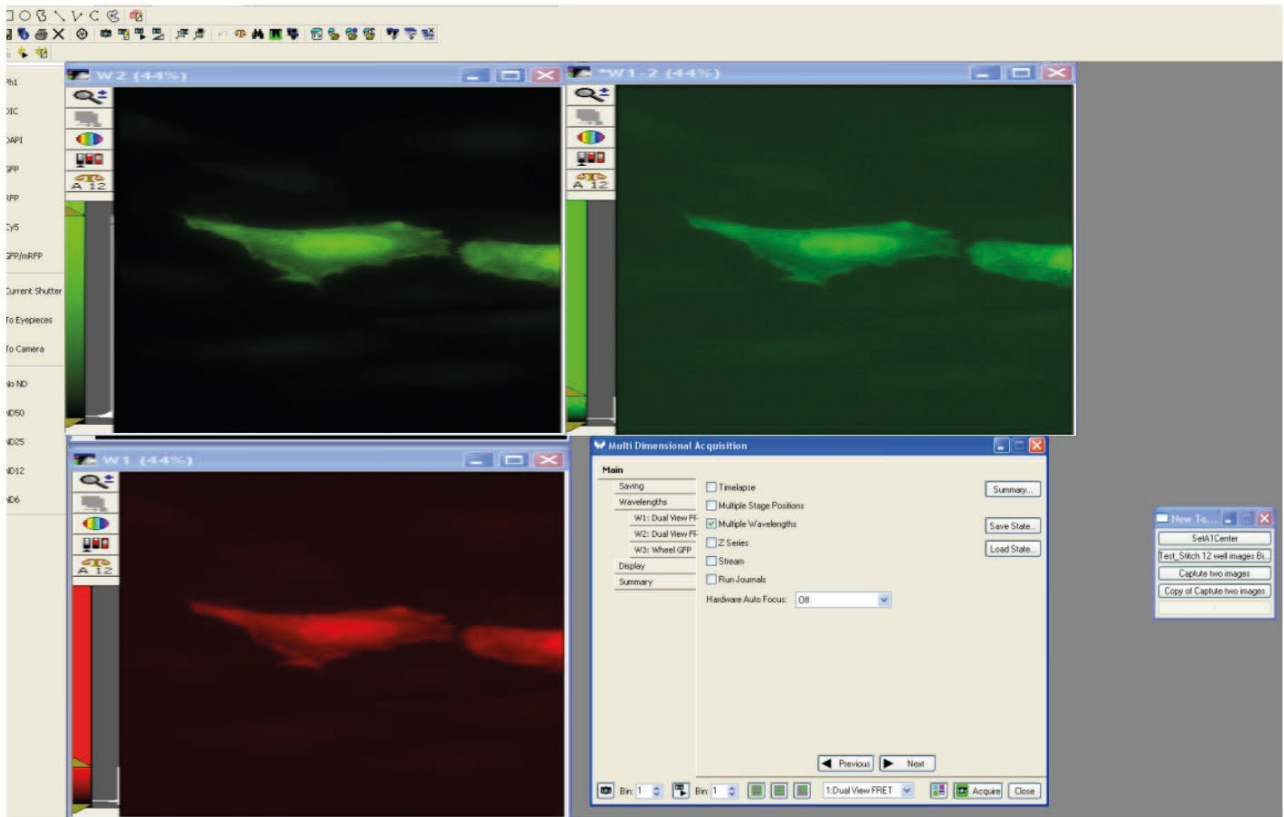 Ph1
DIC
DAPI
GFP
RFP
Cy5
GFP/mRFP
Current Shutter
To Eyepieces
To Camera
No ND
ND50
ND25
ND12
ND6
W2 (44%)
A 12
*W1-2 (44%)
A 12
W1 (44%)
A 12
Multi Dimensional Acquisition
Main
Saving
Wavelengths
W1: Dual View FR
W2: Dual View FR
W3: Wheel GFP
Display
Summary
Timelapse
Multiple Stage Positions
Multiple Wavelengths
Z Series
Stream
Run Journals
Hardware Auto Focus: Off
Summary...
Save State...
Load State...
Previous Next
Bin: 1 Bin: 1 1:Dual View FRET Acquire Close
New Ta...
SetA1Center
Test_Stitch 12 well images Bi...
Captute two images
Copy of Captute two images